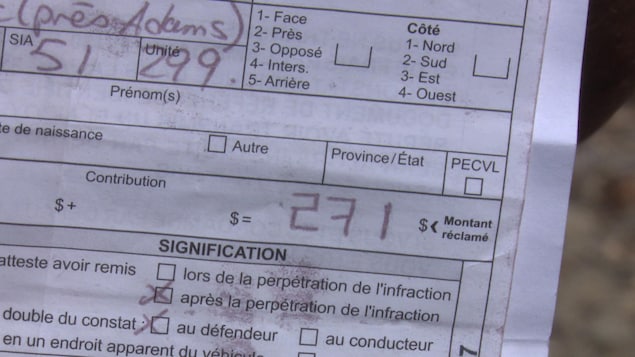 (près Adams)
1- Face
2- Près
3- Opposé
4- Inters.
5- Arrière
Côté
1- Nord
2- Sud
3- Est
4- Ouest
SIA
51
Unité
299
Prénom(s)
te de naissance
Autre
Province/État
PECVL
Contribution
$+
$=
271
$
Montant
réclamé
SIGNIFICATION
atteste avoir remis
lors de la perpétration de l'infraction
après la perpétration de l'infraction
double du constat :
au défendeur
au conducteur
en un endroit apparent du véhicule
7